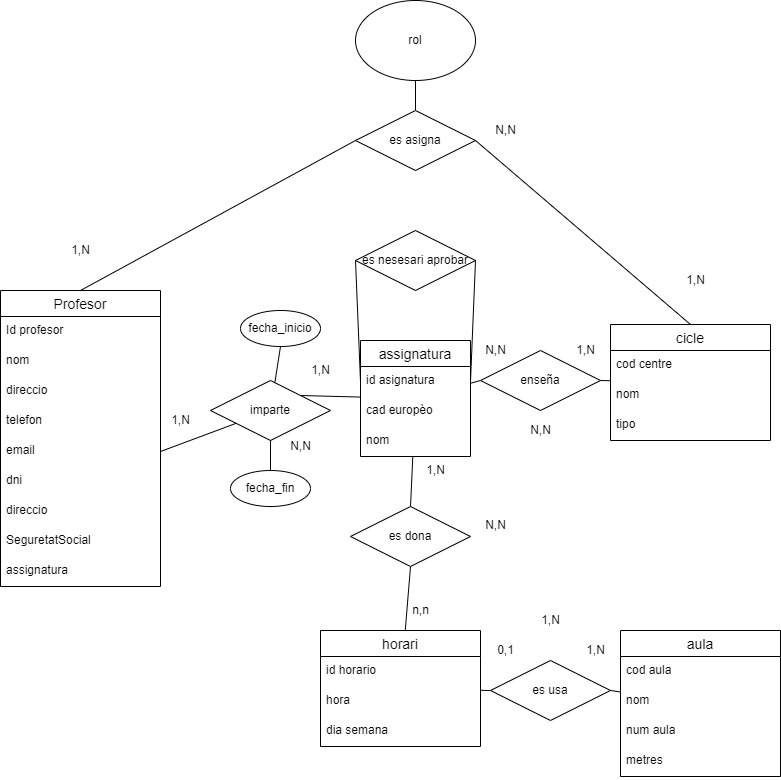 rol
es asigna
N,N
1,N
1,N
es nesesari aprobar
Profesor
Id profesor
nom
direccio
telefon
email
dni
direccio
SeguretatSocial
assignatura
fecha_inicio
1,N
imparte
1,N
N,N
fecha_fin
assignatura
id asignatura
cad europèo
nom
N,N
1,N
enseña
N,N
cicle
cod centre
nom
tipo
1,N
es dona
N,N
n,n
horari
id horario
hora
dia semana
1,N
0,1
1,N
es usa
aula
cod aula
nom
num aula
metres